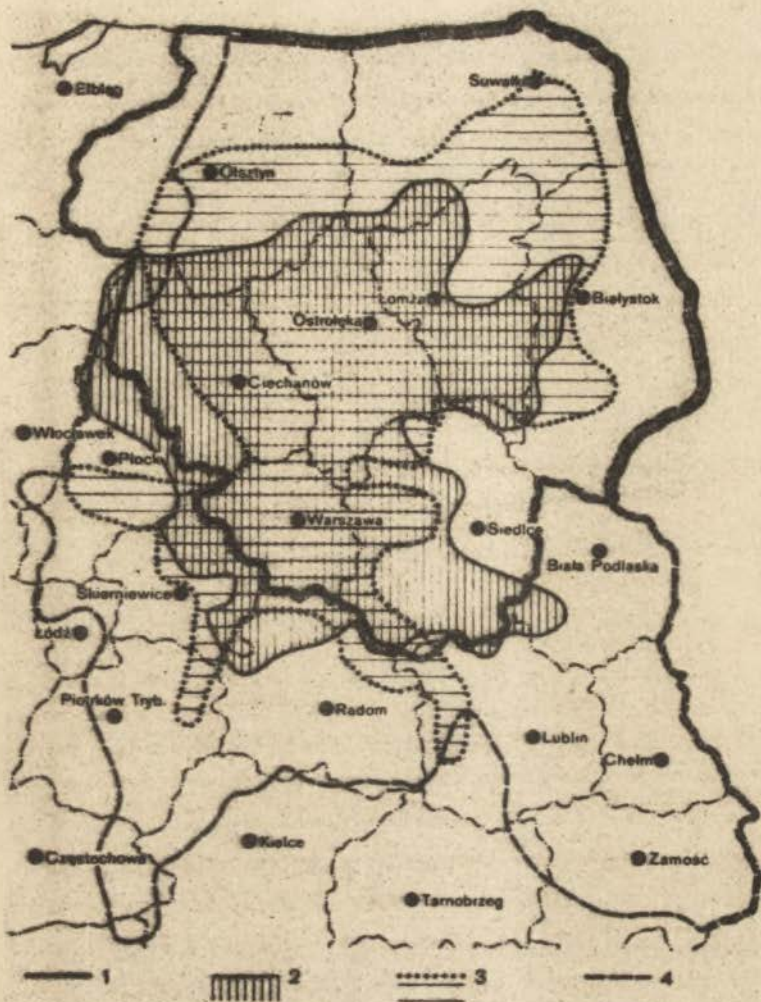 Elbląg
Suwałki
Olsztyn
Łomża
Białystok
Ostrołęka
Ciechanów
Włocławek
Płock
Warszawa
Siedlce
Biała Podlaska
Skierniewice
Łódź
Piotrków Tryb.
Radom
Lublin
Chełm
Częstochowa
Kielce
Zamość
Tarnobrzeg
1 2 3 4